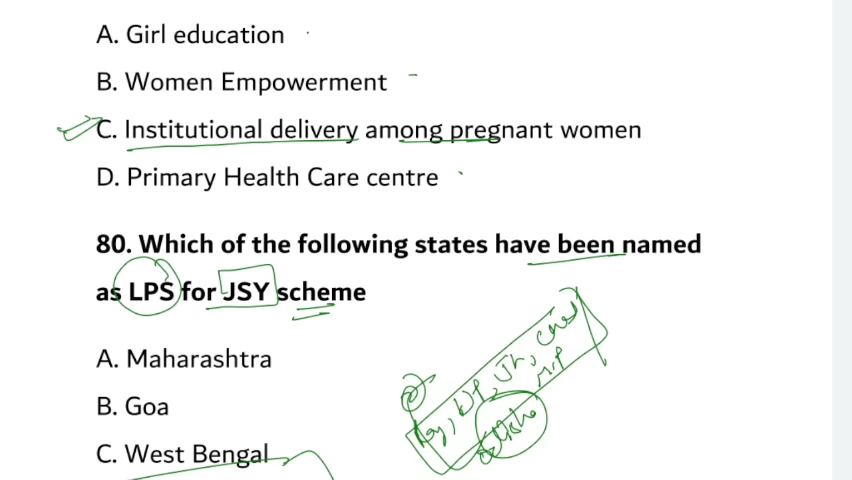 A. Girl education
B. Women Empowerment
C. Institutional delivery among pregnant women
D. Primary Health Care centre
80. Which of the following states have been named
as LPS for JSY scheme
A. Maharashtra
B. Goa
C. West Bengal